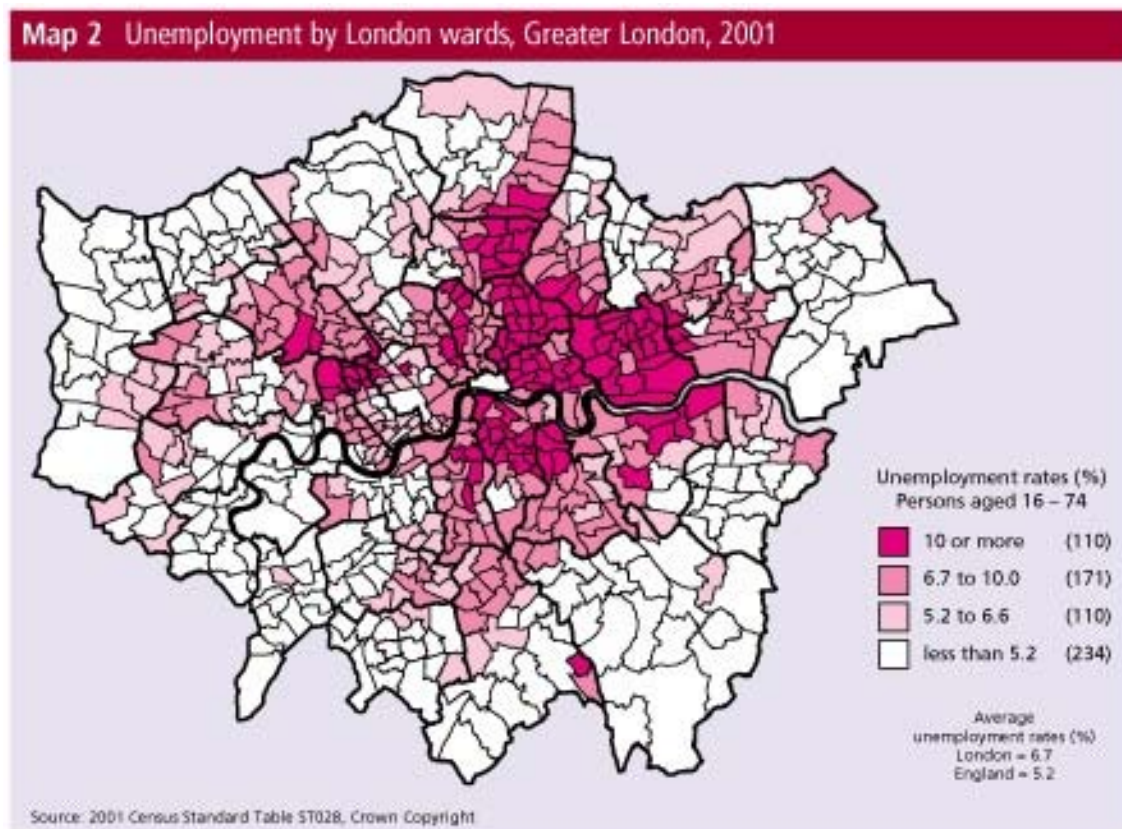 Map 2 Unemployment by London wards, Greater London, 2001
Unemployment rates (%)
Persons aged 16 – 74
10 or more (110)
6.7 to 10.0 (171)
5.2 to 6.6 (110)
less than 5.2 (234)
Average
unemployment rates (%)
London = 6.7
England = 5.2
Source: 2001 Census Standard Table ST028, Crown Copyright